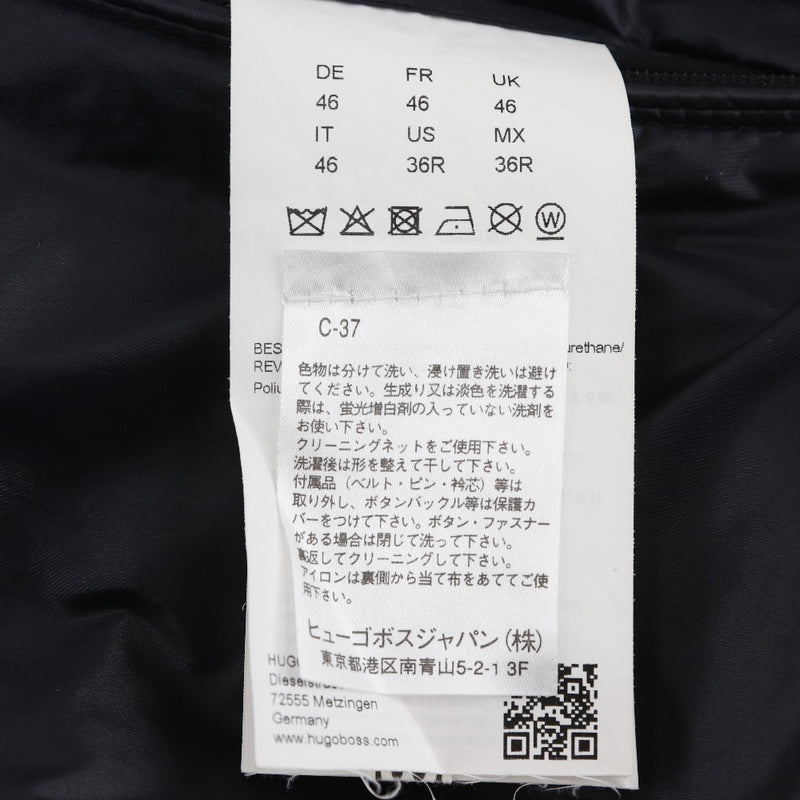 DE FR UK
46 46 46
IT US MX
46 36R 36R
W
C-37
色物は分けて洗い、浸け置き洗いは避け
てください。生成り又は淡色を洗濯する
際は、蛍光増白剤の入っていない洗剤を
お使い下さい。
クリーニングネットをご使用下さい。
洗濯後は形を整えて干して下さい。
付属品（ベルト・ピン・衿芯）等は
取り外し、ボタンバックル等は保護カ
バーをつけて下さい。ボタン・ファスナー
がある場合は閉じて洗って下さい。
裏返してクリーニングして下さい。
アイロンは裏側から当て布をあててご使
用下さい。
ヒューゴボスジャパン（株）
東京都港区南青山5-2-1 3F
72555 Metzingen
Germany
www.hugoboss.com